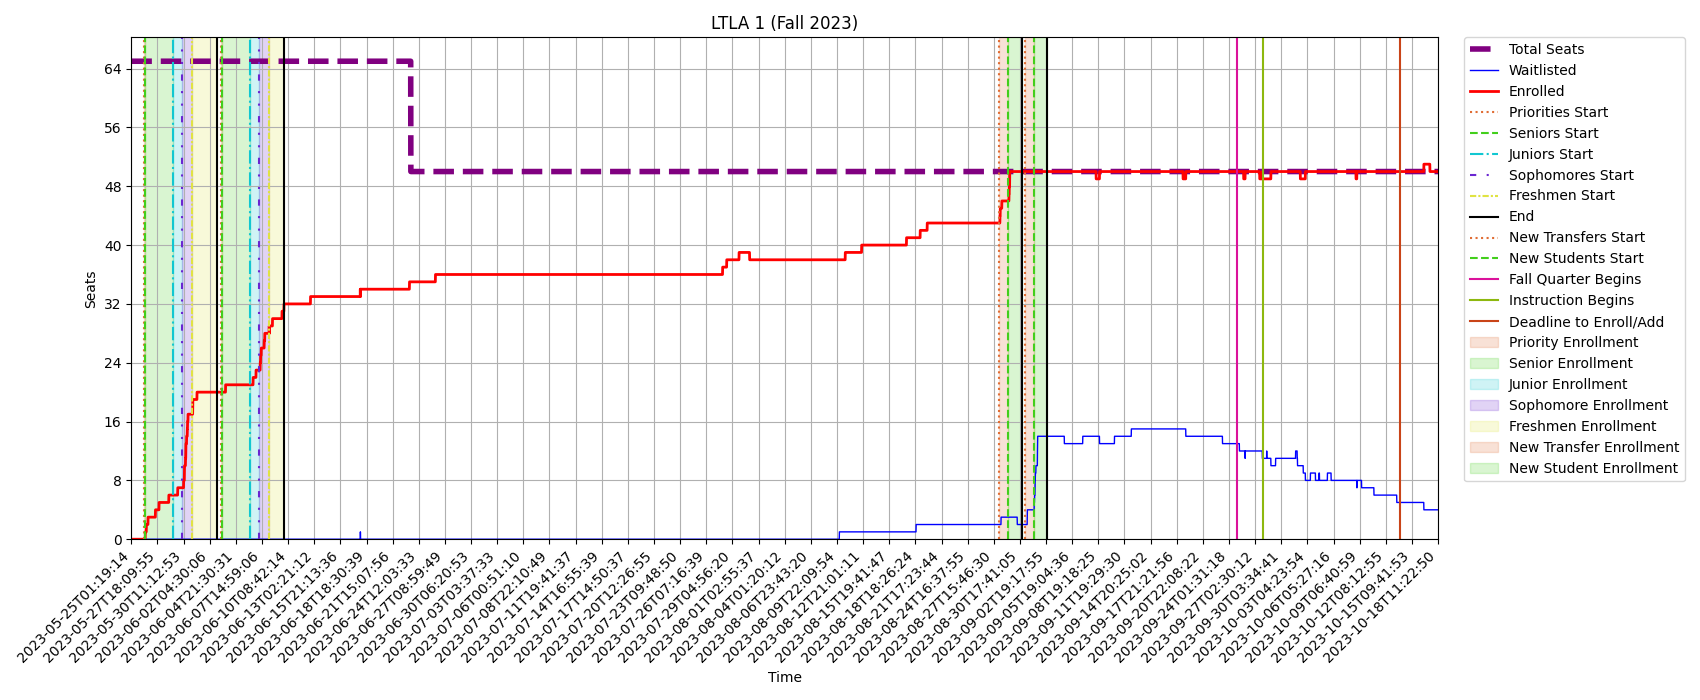 LTLA 1 (Fall 2023)
Seats
64
56
48
40
32
24
16
8
0
2023-05-25T01:19:14
2023-05-27T18:09:55
2023-05-30T11:12:53
2023-06-02T04:30:06
2023-06-04T21:30:31
2023-06-07T14:59:06
2023-06-10T08:42:14
2023-06-13T02:21:12
2023-06-15T21:13:36
2023-06-18T18:30:39
2023-06-21T15:07:56
2023-06-24T12:03:33
2023-06-27T08:59:49
2023-06-30T06:20:53
2023-07-03T03:37:33
2023-07-06T00:51:10
2023-07-08T22:10:49
2023-07-11T19:41:37
2023-07-14T16:55:39
2023-07-17T14:50:37
2023-07-20T12:26:55
2023-07-23T09:48:50
2023-07-26T07:16:39
2023-07-29T04:56:20
2023-08-01T02:55:37
2023-08-04T01:20:12
2023-08-06T23:43:20
2023-08-09T22:09:54
2023-08-12T21:01:11
2023-08-15T19:41:47
2023-08-18T18:26:24
2023-08-21T17:23:44
2023-08-24T16:37:55
2023-08-27T15:46:30
2023-08-30T17:41:05
2023-09-02T19:17:55
2023-09-05T19:04:36
2023-09-08T19:18:25
2023-09-11T19:29:30
2023-09-14T20:25:02
2023-09-17T21:21:56
2023-09-20T22:08:22
2023-09-24T01:31:18
2023-09-27T02:30:12
2023-09-30T03:34:41
2023-10-03T04:23:54
2023-10-06T05:27:16
2023-10-09T06:40:59
2023-10-12T08:12:55
2023-10-15T09:41:53
2023-10-18T11:22:50
Time
Total Seats
Waitlisted
Enrolled
Priorities Start
Seniors Start
Juniors Start
Sophomores Start
Freshmen Start
End
New Transfers Start
New Students Start
Fall Quarter Begins
Instruction Begins
Deadline to Enroll/Add
Priority Enrollment
Senior Enrollment
Junior Enrollment
Sophomore Enrollment
Freshmen Enrollment
New Transfer Enrollment
New Student Enrollment